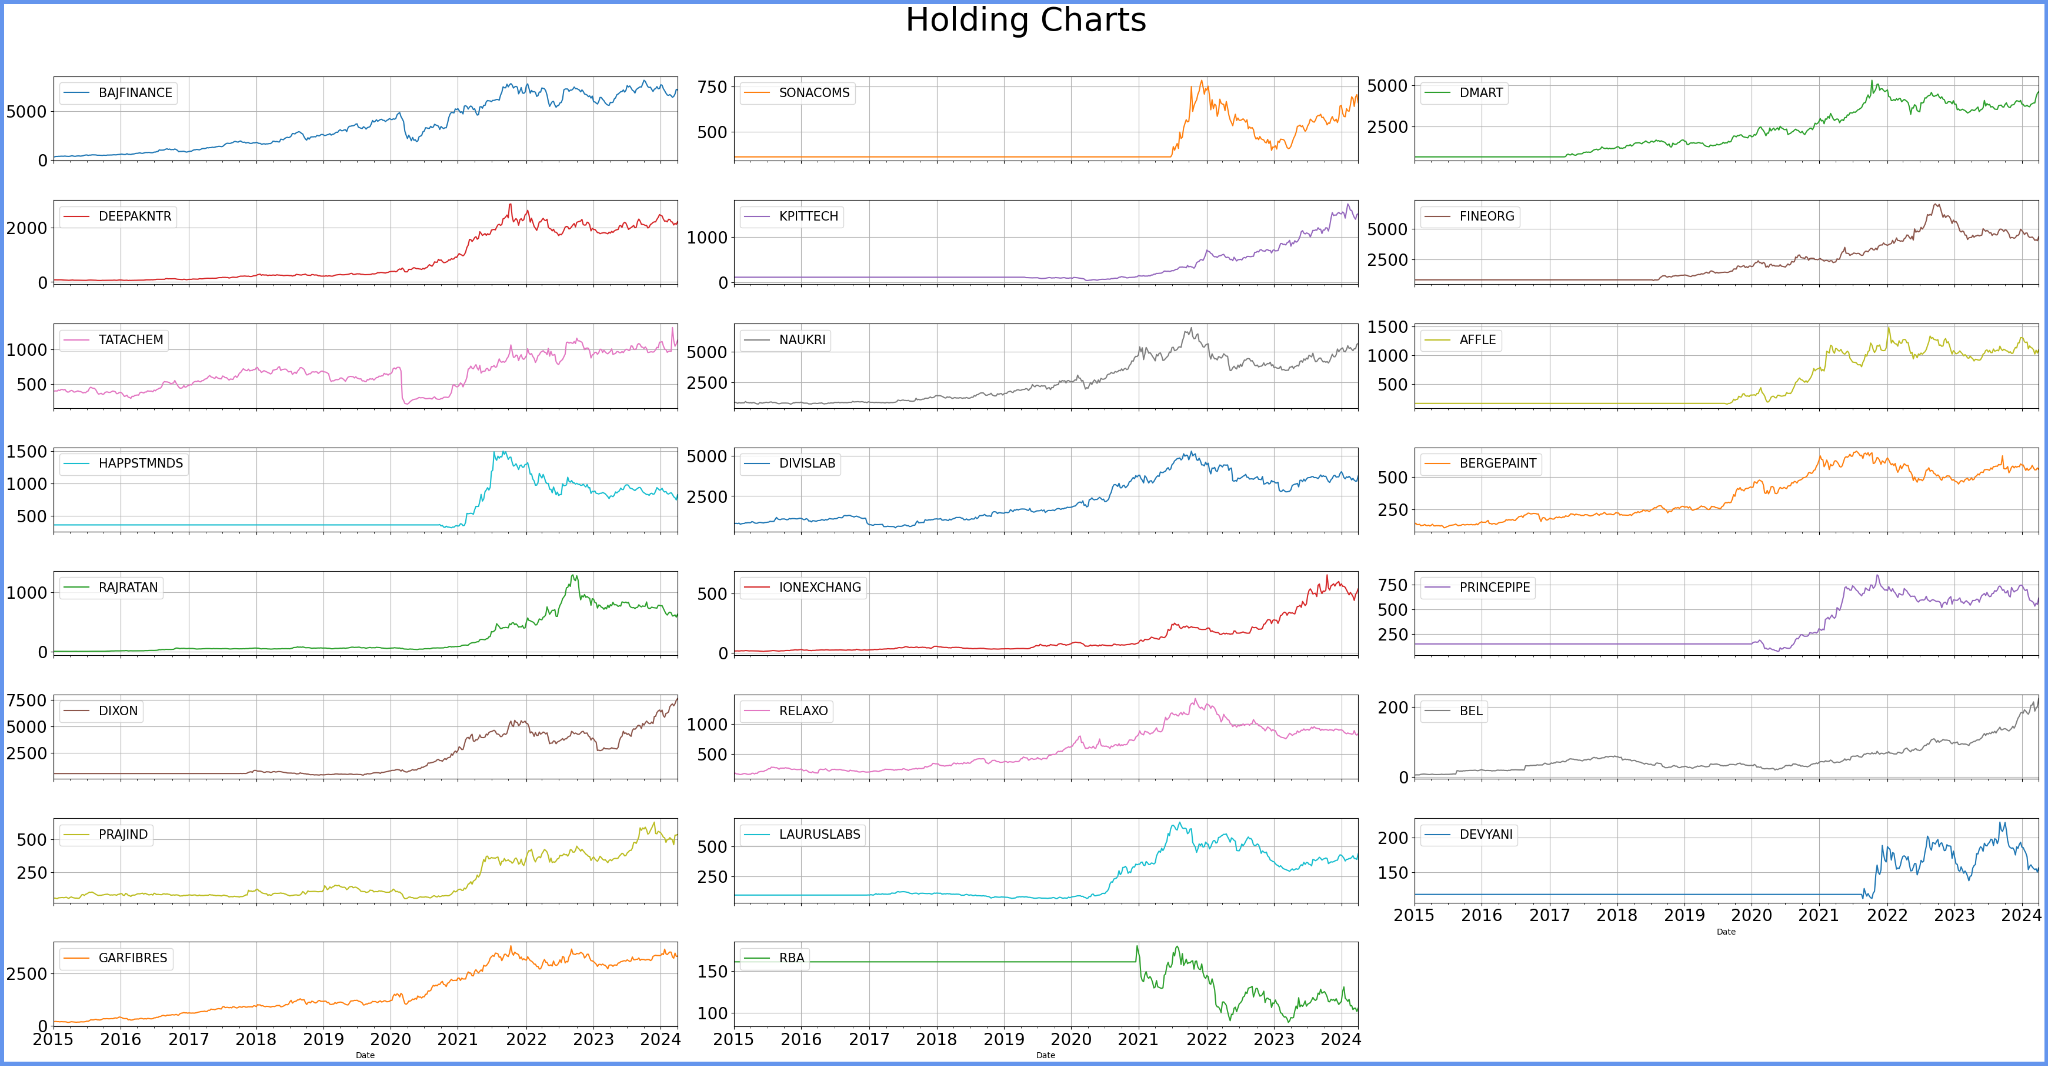 Holding Charts
BAJFINANCE
5000
0
SONACOMS
750
500
DMART
5000
2500
DEEPAKNTR
2000
0
KPITTECH
1000
0
FINEORG
5000
2500
TATACHEM
1000
500
NAUKRI
5000
2500
AFFLE
1500
1000
500
HAPPSTMNDS
1500
1000
500
DIVISLAB
5000
2500
BERGEPAINT
500
250
RAJRATAN
1000
0
IONEXCHANG
500
0
PRINCEPIPE
750
500
250
DIXON
7500
5000
2500
RELAXO
1000
500
BEL
200
100
0
PRAJIND
500
250
LAURUSLABS
500
250
DEVYANI
200
150
2015 2016 2017 2018 2019 2020 2021 2022 2023 2024
Date
GARFIBRES
2500
0
2015 2016 2017 2018 2019 2020 2021 2022 2023 2024
Date
RBA
150
100
2015 2016 2017 2018 2019 2020 2021 2022 2023 2024
Date